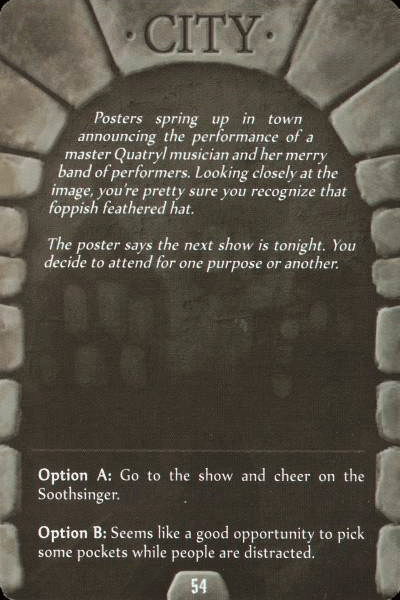 · CITY ·
Posters spring up in town
announcing the performance of a
master Quatryl musician and her merry
band of performers. Looking closely at the
image, you're pretty sure you recognize that
foppish feathered hat.
The poster says the next show is tonight. You
decide to attend for one purpose or another.
Option A: Go to the show and cheer on the
Soothsinger.
Option B: Seems like a good opportunity to pick
some pockets while people are distracted.
54